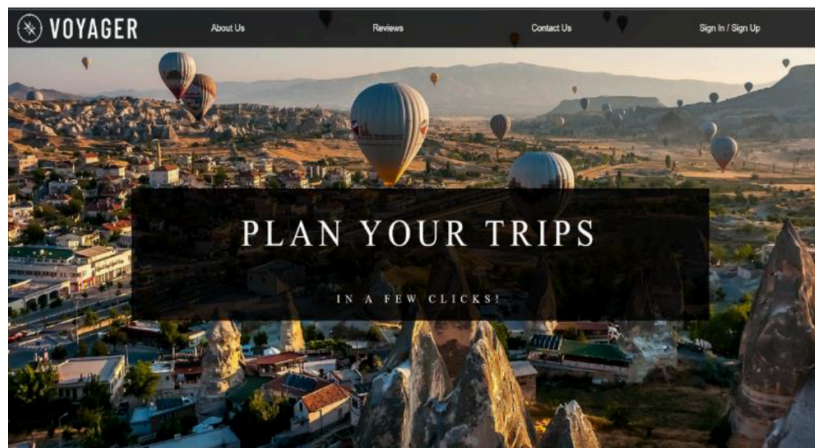 VOYAGER
About Us
Reviews
Contact Us
Sign In / Sign Up
PLAN YOUR TRIPS
IN A FEW CLICKS!